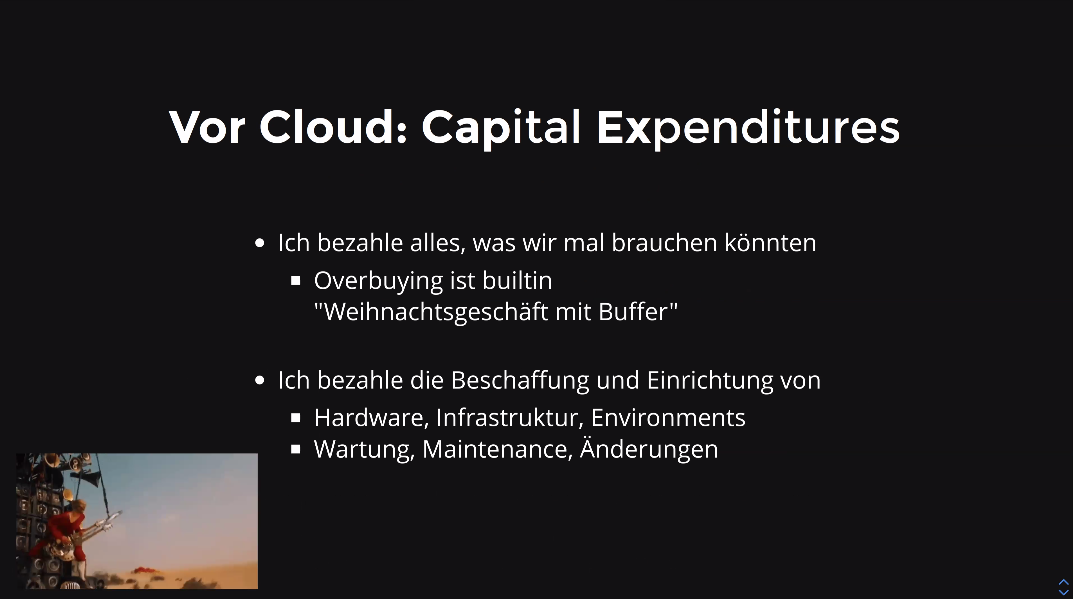 Vor Cloud: Capital Expenditures
Ich bezahle alles, was wir mal brauchen könnten
Overbuying ist builtin
"Weihnachtsgeschäft mit Buffer"
Ich bezahle die Beschaffung und Einrichtung von
Hardware, Infrastruktur, Environments
Wartung, Maintenance, Änderungen